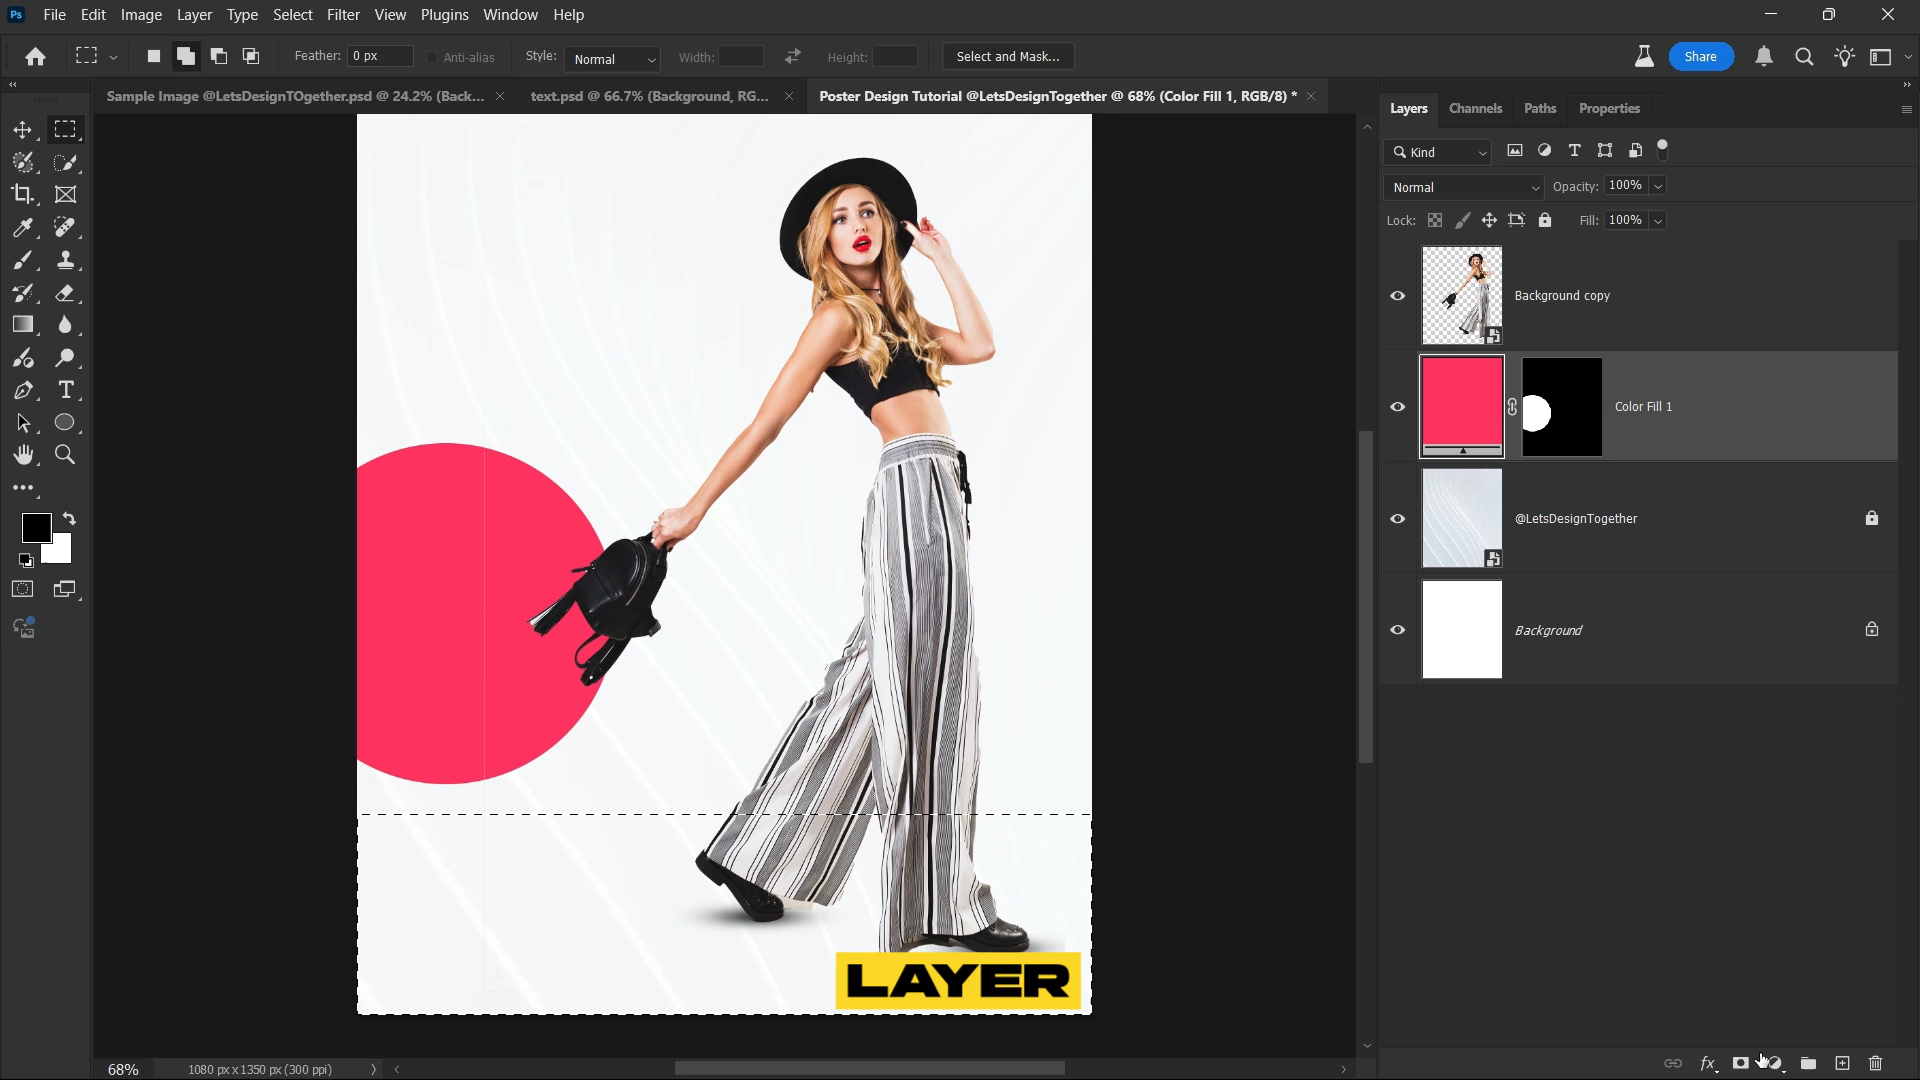 Ps File Edit Image Layer Type Select Filter View Plugins Window Help
Feather: 0 px Anti-alias Style: Normal Width: Height: Select and Mask... Share
Sample Image @LetsDesignTOgether.psd @ 24.2% (Back... text.psd @ 66.7% (Background, RG... Poster Design Tutorial @LetsDesignTogether @ 68% (Color Fill 1, RGB/8) *
Layers Channels Paths Properties
Kind
Normal Opacity: 100%
Lock: Fill: 100%
Background copy
Color Fill 1
@LetsDesignTogether
Background
LAYER
68% 1080 px x 1350 px (300 ppi)